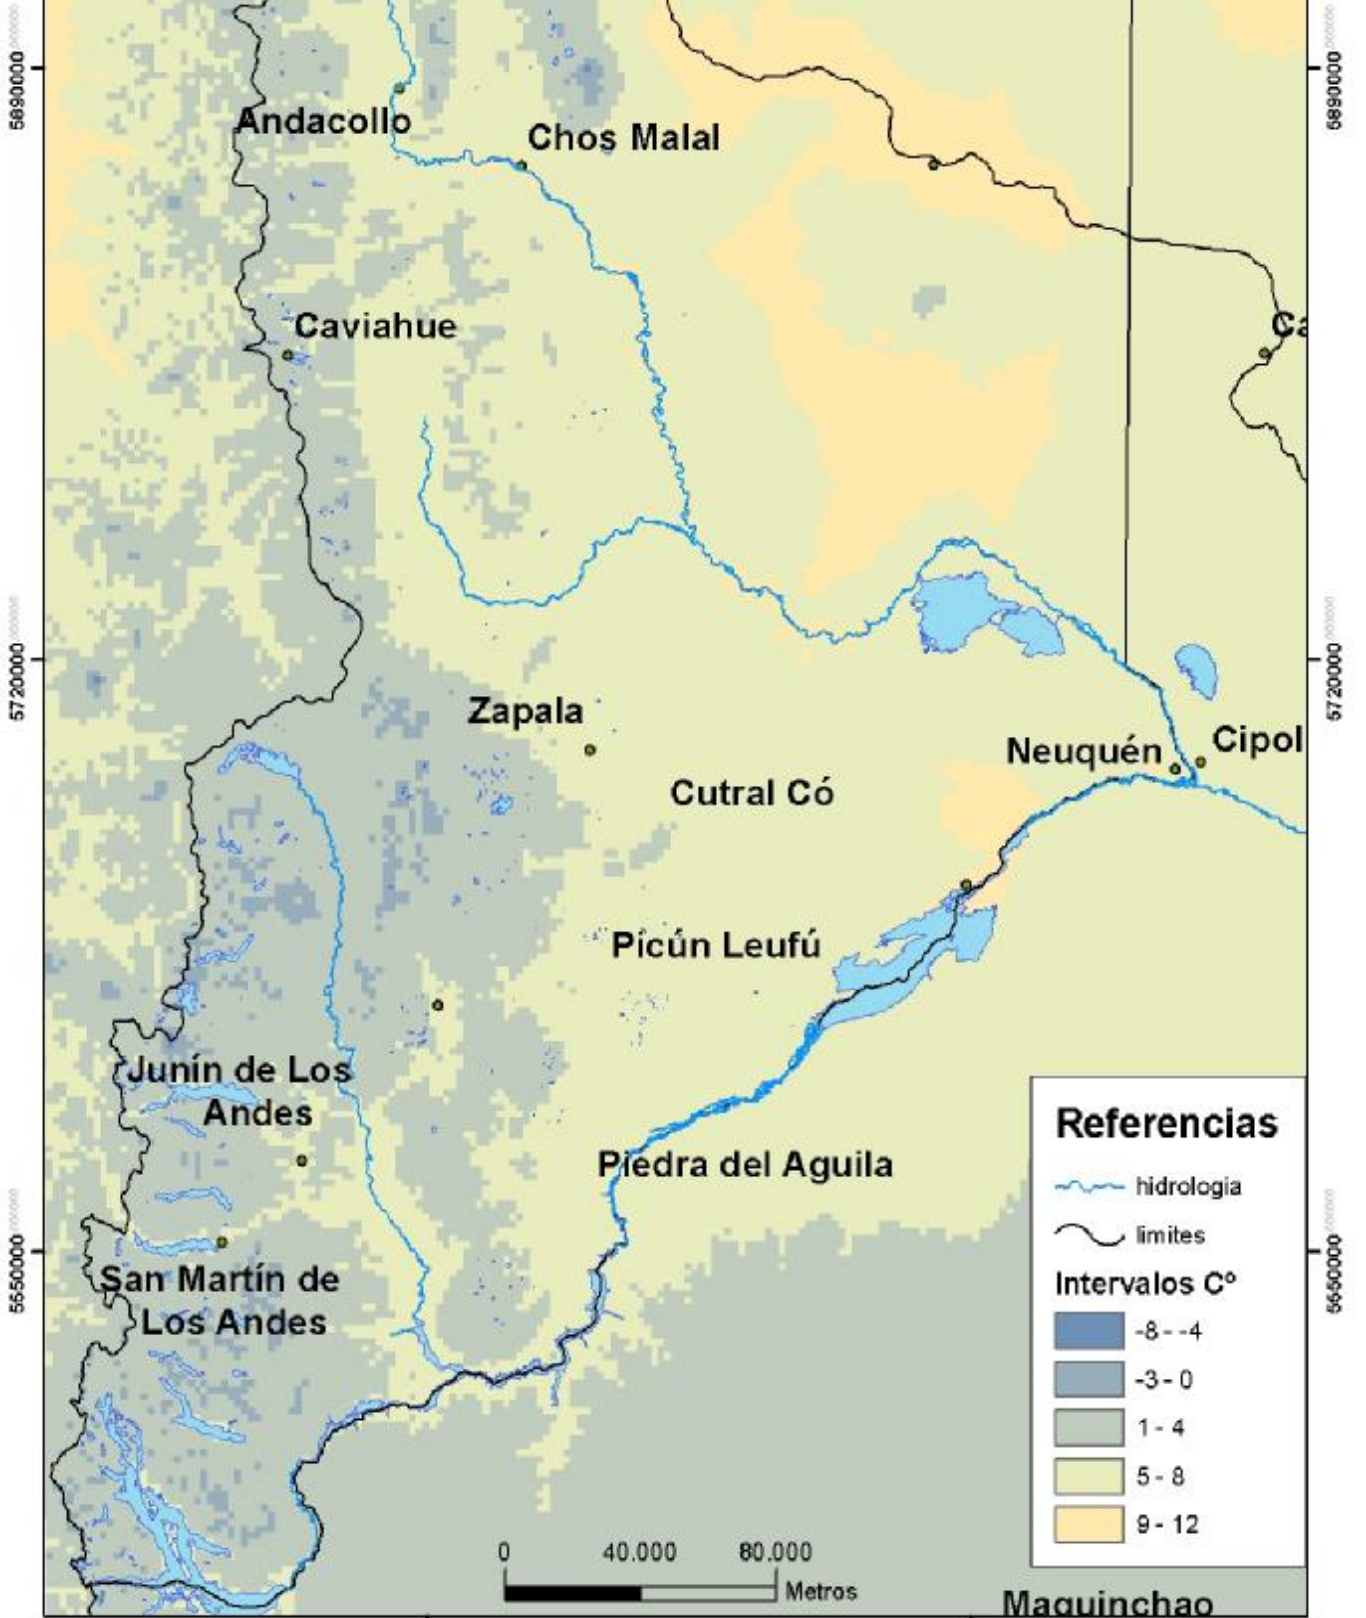 5890000
5890000
Andacollo
Chos Malal
Caviahue
Ca
5720000
5720000
Zapala
Neuquén
Cipol
Cutral Có
Picún Leufú
Junín de Los
Andes
Piedra del Aguila
5550000
5550000
San Martín de
Los Andes
Referencias
hidrologia
limites
Intervalos Cº
-8 - -4
-3 - 0
1 - 4
5 - 8
9 - 12
0 40.000 80.000
Metros
Maquinchao